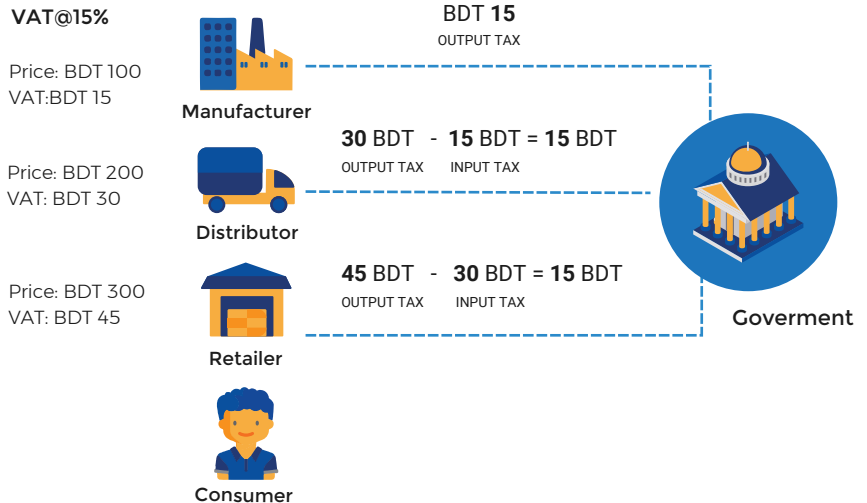 VAT@15%
BDT 15
OUTPUT TAX
Price: BDT 100
VAT:BDT 15
Manufacturer
30 BDT - 15 BDT = 15 BDT
OUTPUT TAX INPUT TAX
Price: BDT 200
VAT: BDT 30
Distributor
45 BDT - 30 BDT = 15 BDT
OUTPUT TAX INPUT TAX
Price: BDT 300
VAT: BDT 45
Goverment
Retailer
Consumer